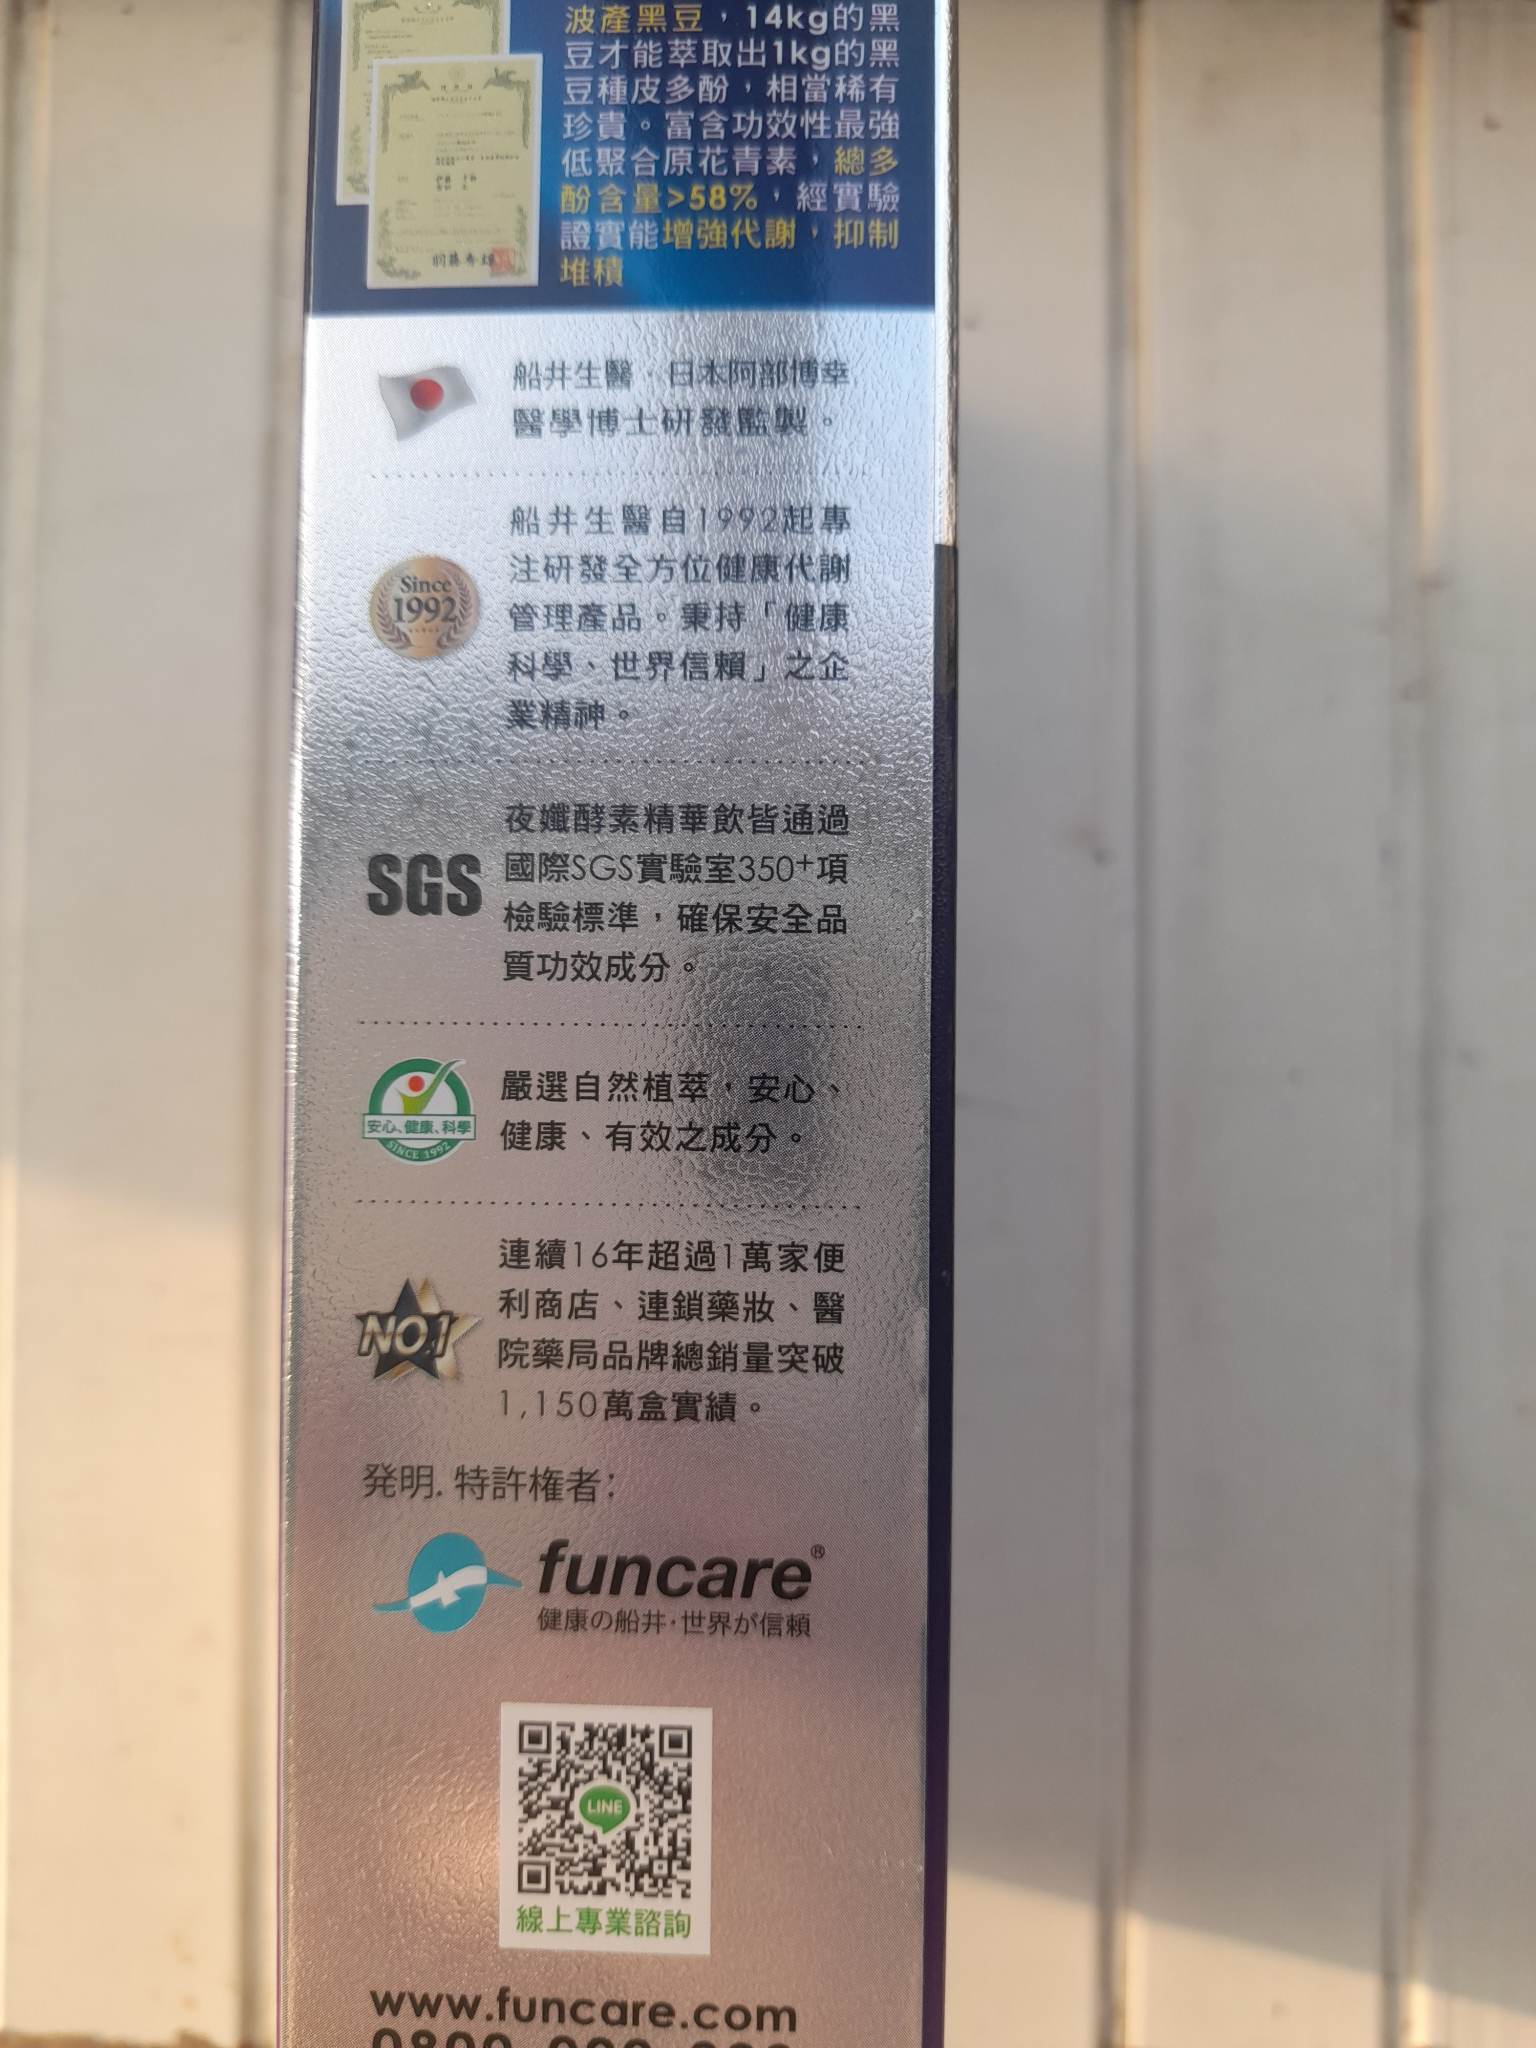 波產黑豆，14kg的黑
豆才能萃取出1kg的黑
豆種皮多酚，相當稀有
珍貴。富含功效性最強
低聚合原花青素，總多
酚含量>58%，經實驗
證實能增強代謝，抑制
堆積
船井生醫．日本阿部博幸
醫學博士研發監製。
Since
1992
船井生醫自1992起專
注研發全方位健康代謝
管理產品。秉持「健康
科學、世界信賴」之企
業精神。
SGS
夜孅酵素精華飲皆通過
國際SGS實驗室350+項
檢驗標準，確保安全品
質功效成分。
安心、健康、科學
SINCE 1992
嚴選自然植萃，安心、
健康、有效之成分。
NO.1
連續16年超過1萬家便
利商店、連鎖藥妝、醫
院藥局品牌總銷量突破
1,150萬盒實績。
発明．特許権者：
funcare®
健康の船井·世界が信頼
LINE
線上專業諮詢
www.funcare.com